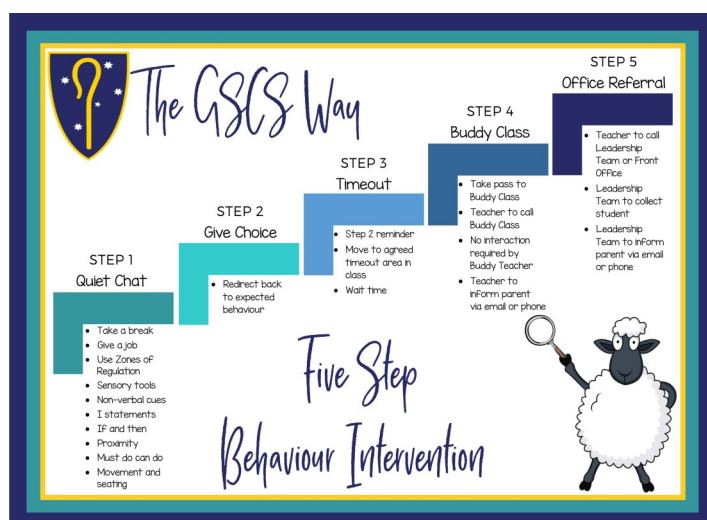 The GSCS Way
STEP 1
Quiet Chat
• Take a break
• Give a job
• Use Zones of
Regulation
• Sensory tools
• Non-verbal cues
• I statements
• If and then
• Proximity
• Must do can do
• Movement and
seating
STEP 2
Give Choice
• Redirect back
to expected
behaviour
STEP 3
Timeout
• Step 2 reminder
• Move to agreed
timeout area in
class
• Wait time
STEP 4
Buddy Class
• Take pass to
Buddy Class
• Teacher to call
Buddy Class
• No interaction
required by
Buddy Teacher
• Teacher to
inform parent
via email or phone
STEP 5
Office Referral
• Teacher to call
Leadership
Team or Front
Office
• Leadership
Team to collect
student
• Leadership
Team to inform
parent via email
or phone
Five Step
Behaviour Intervention